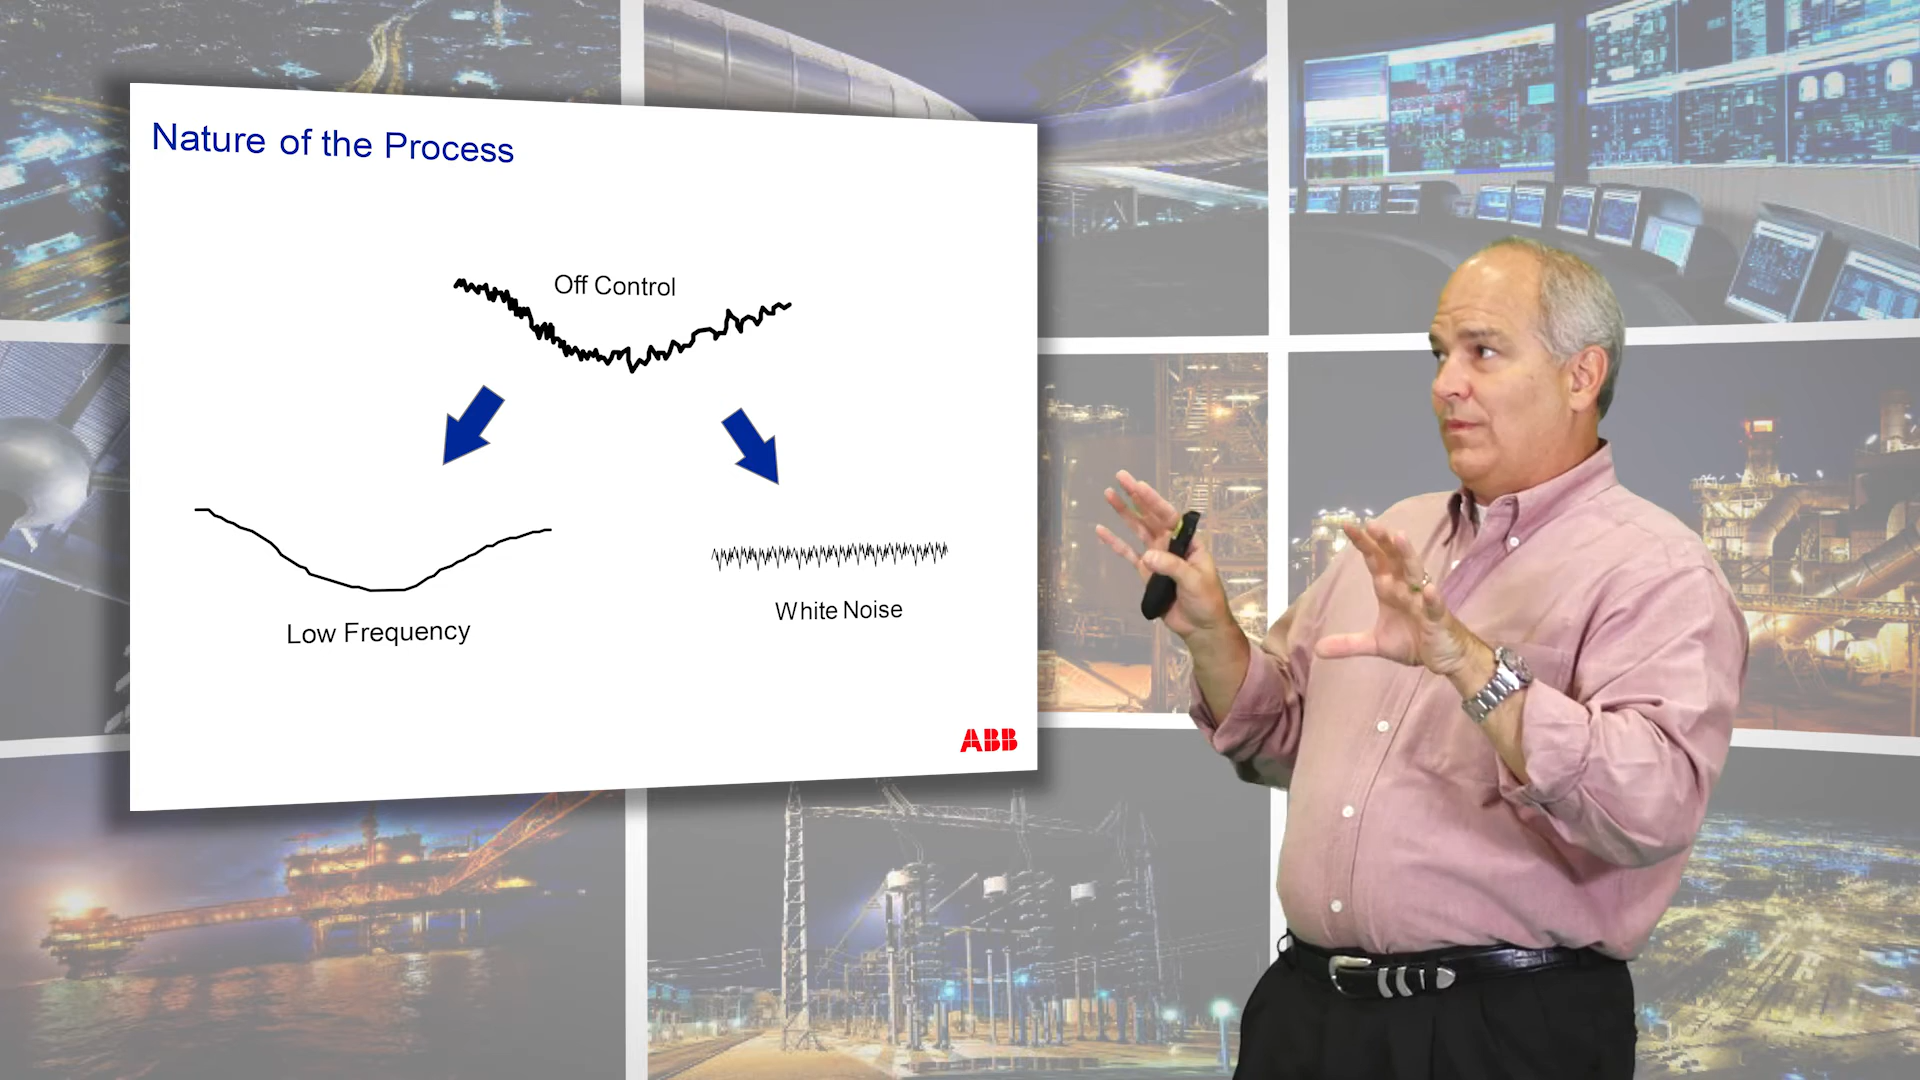 Nature of the Process
Off Control
Low Frequency
White Noise
ABB